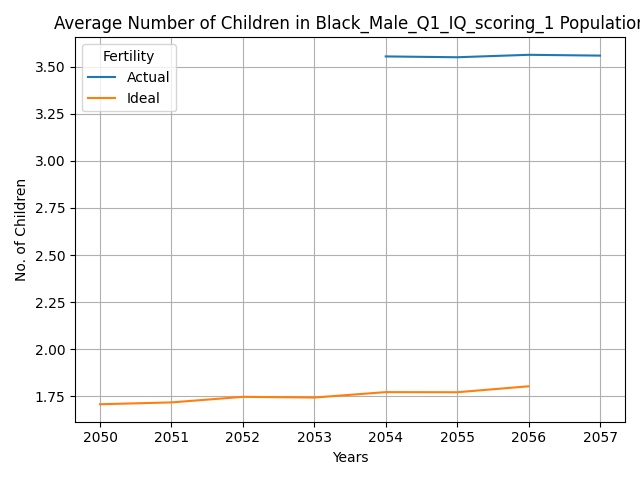 Average Number of Children in Black_Male_Q1_IQ_scoring_1 Population
Fertility
Actual
Ideal
3.50
3.25
3.00
2.75
2.50
2.25
2.00
1.75
No. of Children
2050 2051 2052 2053 2054 2055 2056 2057
Years